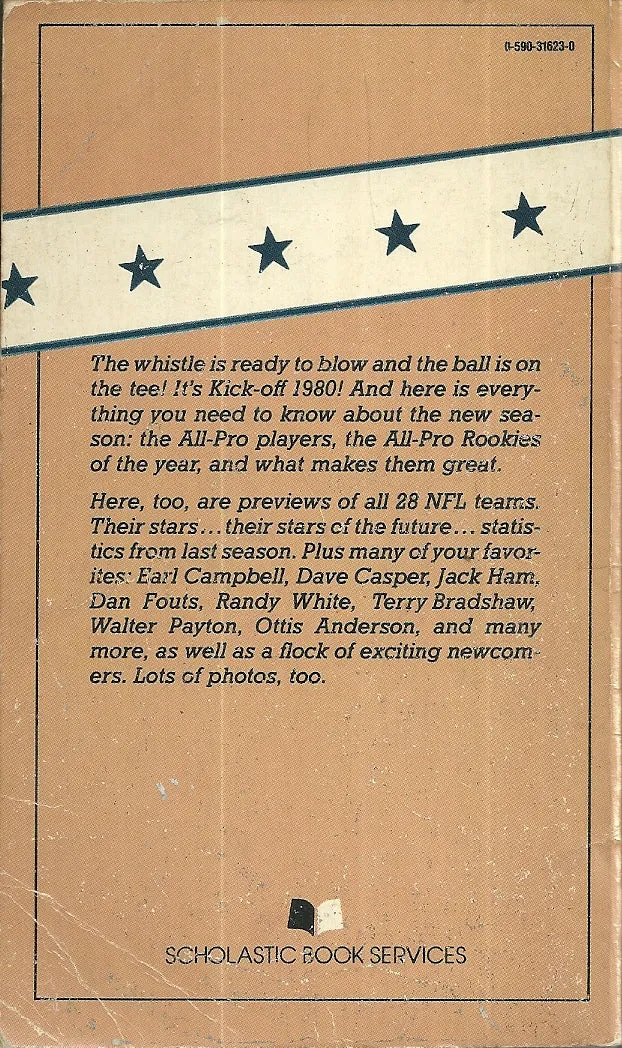 0-590-31623-0
The whistle is ready to blow and the ball is on
the tee! It's Kick-off 1980! And here is every-
thing you need to know about the new sea-
son: the All-Pro players, the All-Pro Rookies
of the year, and what makes them great.
Here, too, are previews of all 28 NFL teams.
Their stars...their stars of the future... statis-
tics from last season. Plus many of your favor-
ites: Earl Campbell, Dave Casper, Jack Ham,
Dan Fouts, Randy White, Terry Bradshaw,
Walter Payton, Ottis Anderson, and many
more, as well as a flock of exciting newcom-
ers. Lots of photos, too.
SCHOLASTIC BOOK SERVICES